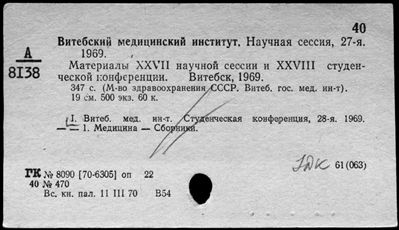 40
Витебский медицинский институт. Научная сессия, 27-я.
1969.
А
8138
Материалы XXVII научной сессии и XXVIII студен-
ческой конференции. Витебск, 1969.
347 с. (М-во здравоохранения СССР. Витеб. гос. мед. ин-т).
19 см. 500 экз. 60 к.
I. Витеб. мед. ин-т. Студенческая конференция, 28-я. 1969.
— 1. Медицина — Сборники.
61 (063)
ГК № 8090 [70-6305] оп 22
40 № 470
Вс. кн. пал. 11 III 70 В54